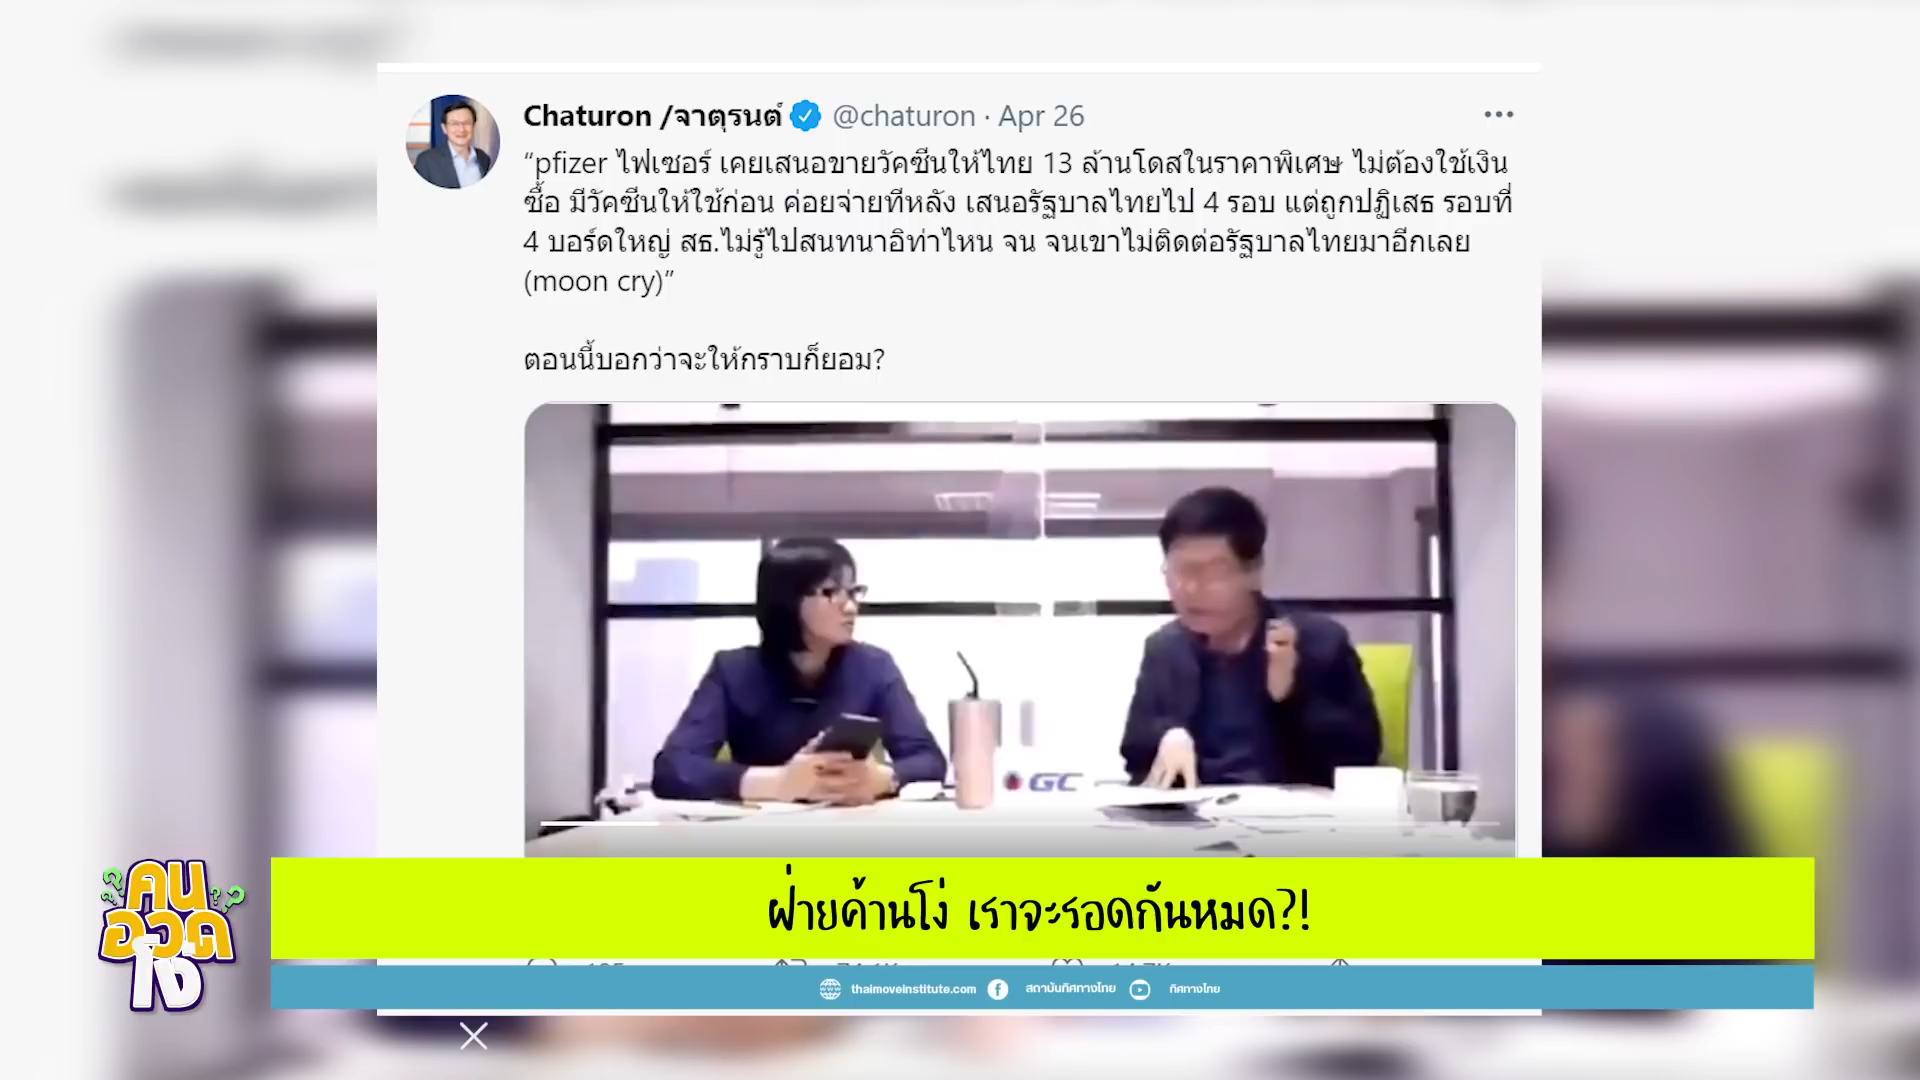 Chaturon /จาตุรนต์ @chaturon · Apr 26
“pfizer ไฟเซอร์ เคยเสนอขายวัคซีนให้ไทย 13 ล้านโดสในราคาพิเศษ ไม่ต้องใช้เงิน
ซื้อ มีวัคซีนให้ใช้ก่อน ค่อยจ่ายทีหลัง เสนอรัฐบาลไทยไป 4 รอบ แต่ถูกปฏิเสธ รอบที่
4 บอร์ดใหญ่ สธ.ไม่รู้ไปสนทนาอิท่าไหน จน จนเขาไม่ติดต่อรัฐบาลไทยมาอีกเลย
(moon cry)”
ตอนนี้บอกว่าจะให้กราบก็ยอม?
GC
คนอวดโง่
ฝ่ายค้านโง่ เราจะรอดกันหมด?!
thaimoveinstitute.com สถาบันทิศทางไทย ทิศทางไทย